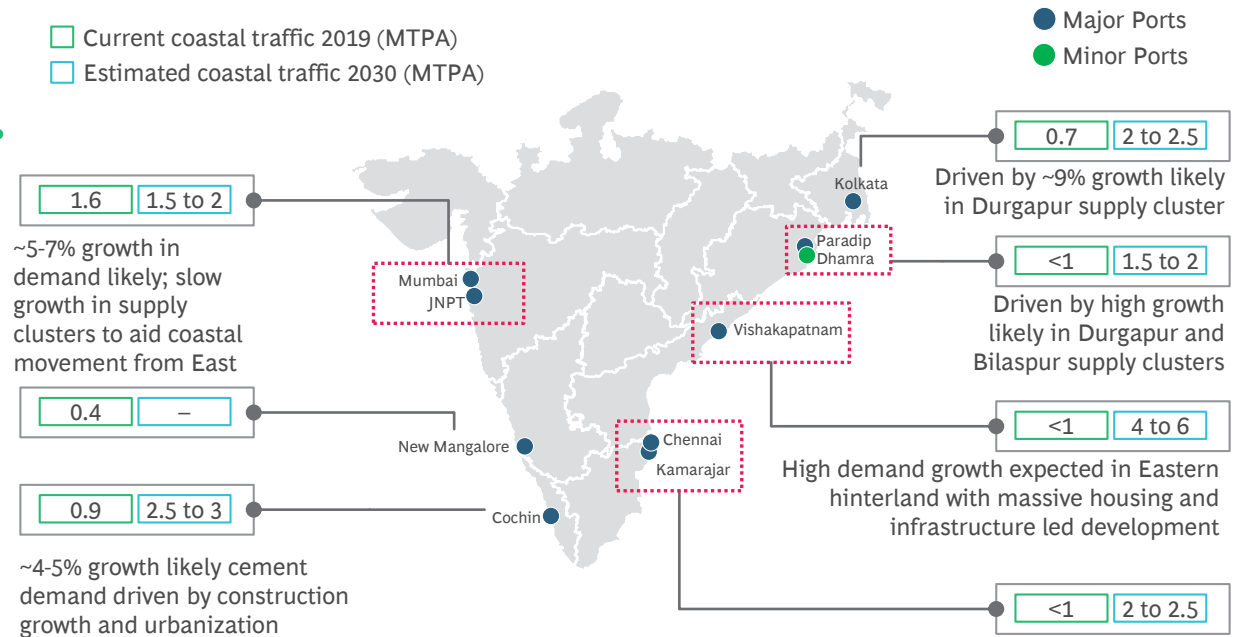 Current coastal traffic 2019 (MTPA)
Estimated coastal traffic 2030 (MTPA)
Major Ports
Minor Ports
1.6
1.5 to 2
~5-7% growth in
demand likely; slow
growth in supply
clusters to aid coastal
movement from East
0.4
–
0.9
2.5 to 3
~4-5% growth likely cement
demand driven by construction
growth and urbanization
Mumbai
JNPT
New Mangalore
Cochin
Kolkata
Paradip
Dhamra
Vishakapatnam
Chennai
Kamarajar
0.7
2 to 2.5
Driven by ~9% growth likely
in Durgapur supply cluster
<1
1.5 to 2
Driven by high growth
likely in Durgapur and
Bilaspur supply clusters
<1
4 to 6
High demand growth expected in Eastern
hinterland with massive housing and
infrastructure led development
<1
2 to 2.5